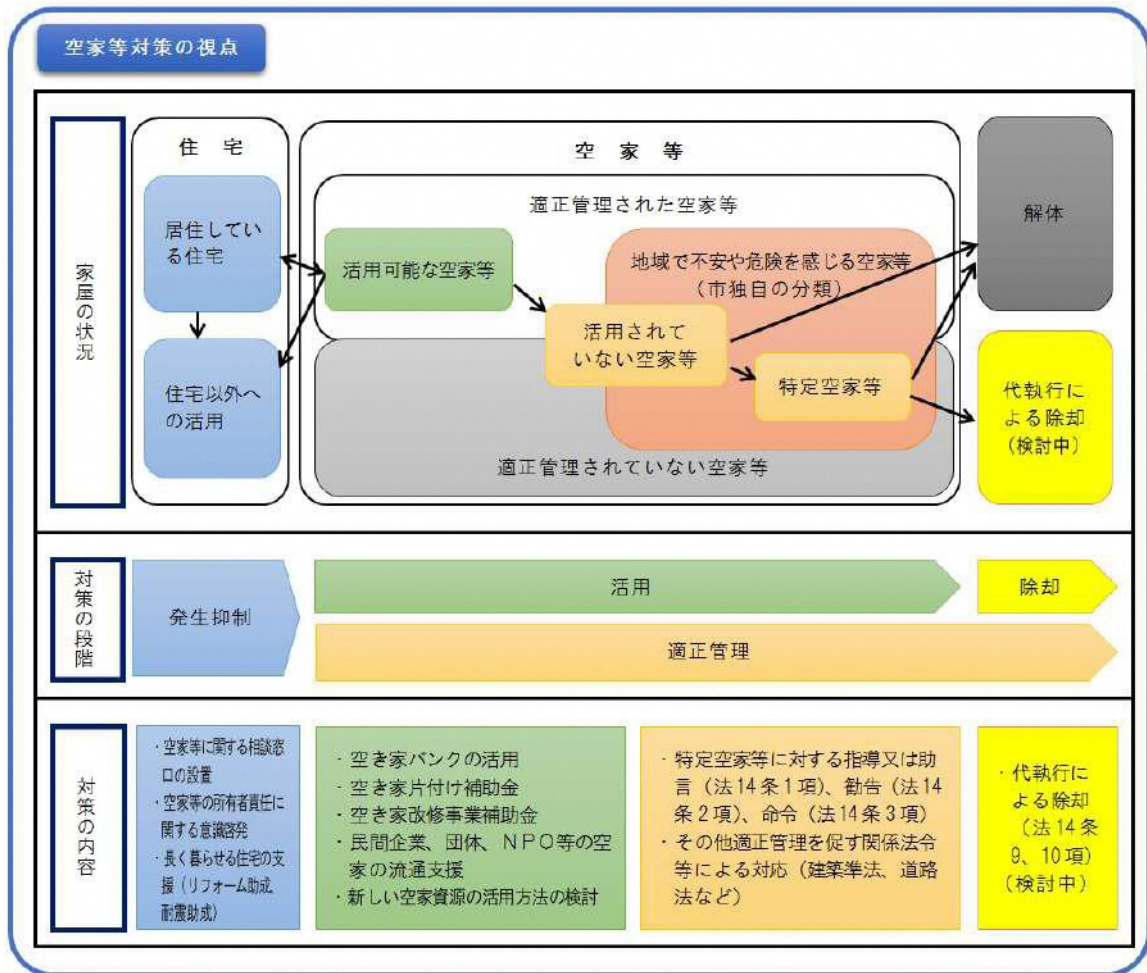 空家等対策の視点
家屋の状況
住 宅
居住してい
る住宅
住宅以外へ
の活用
空 家 等
適正管理された空家等
活用可能な空家等
地域で不安や危険を感じる空家等
（市独自の分類）
活用されて
いない空家等
特定空家等
適正管理されていない空家等
解体
代執行に
よる除却
（検討中）
対策の段階
発生抑制
活用
適正管理
除却
対策の内容
・空家等に関する相談窓
口の設置
・空家等の所有者責任に
関する意識啓発
・長く暮らせる住宅の支
援（リフォーム助成、
耐震助成）
・空き家バンクの活用
・空き家片付け補助金
・空き家改修事業補助金
・民間企業、団体、ＮＰＯ等の空
家の流通支援
・新しい空家資源の活用方法の検討
・特定空家等に対する指導又は助
言（法14条1項）、勧告（法14
条2項）、命令（法14条3項）
・その他適正管理を促す関係法令
等による対応（建築準法、道路
法など）
・代執行に
よる除却
（法14条
9、10項）
（検討中）